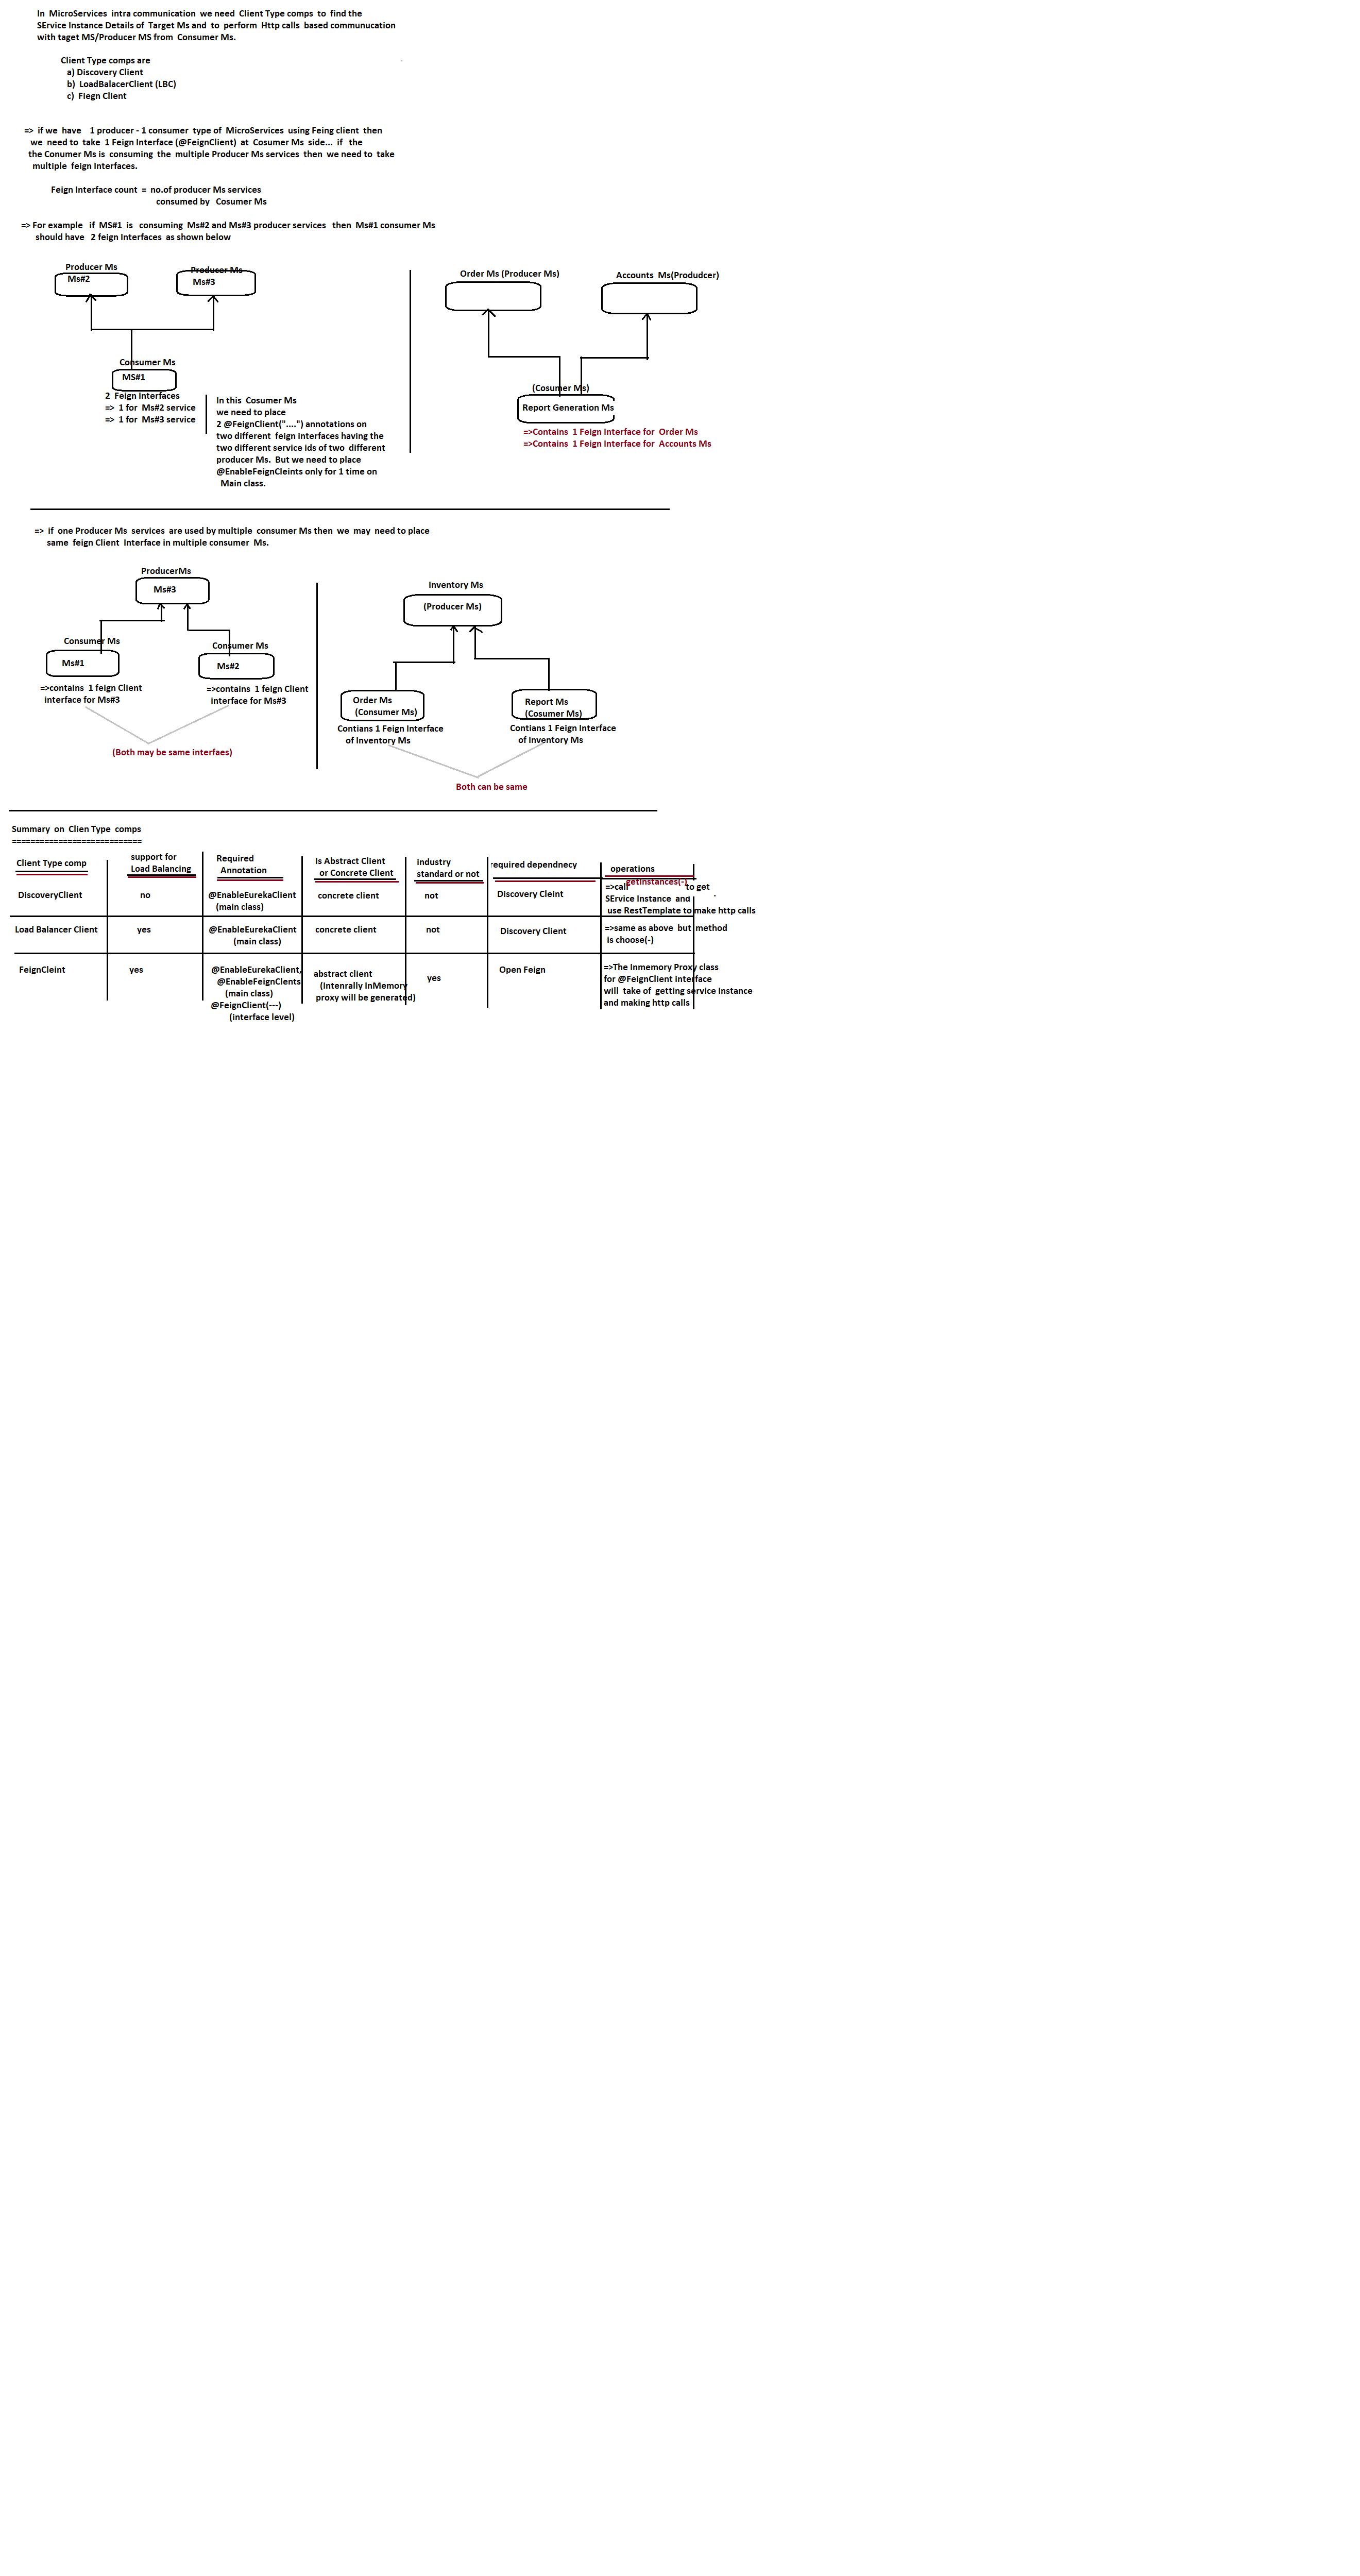 In MicroServices intra communication we need Client Type comps to find the
SErvice Instance Details of Target Ms and to perform Http calls based communucation
with taget MS/Producer MS from Consumer Ms.
Client Type comps are
a) Discovery Client
b) LoadBalacerClient (LBC)
c) Fiegn Client
=> if we have 1 producer - 1 consumer type of MicroServices using Feing client then
we need to take 1 Feign Interface (@FeignClient) at Cosumer Ms side... if the
the Conumer Ms is consuming the multiple Producer Ms services then we need to take
multiple feign Interfaces.
Feign Interface count = no.of producer Ms services
consumed by Cosumer Ms
=> For example if MS#1 is consuming Ms#2 and Ms#3 producer services then Ms#1 consumer Ms
should have 2 feign Interfaces as shown below
Producer Ms
Ms#2
Producer Ms
Ms#3
Consumer Ms
MS#1
2 Feign Interfaces
=> 1 for Ms#2 service
=> 1 for Ms#3 service
In this Cosumer Ms
we need to place
2 @FeignClient("....") annotations on
two different feign interfaces having the
two different service ids of two different
producer Ms. But we need to place
@EnableFeignCleints only for 1 time on
Main class.
Order Ms (Producer Ms)
Accounts Ms(Produdcer)
(Cosumer Ms)
Report Generation Ms
=>Contains 1 Feign Interface for Order Ms
=>Contains 1 Feign Interface for Accounts Ms
=> if one Producer Ms services are used by multiple consumer Ms then we may need to place
same feign Client Interface in multiple consumer Ms.
ProducerMs
Ms#3
Consumer Ms
Ms#1
Consumer Ms
Ms#2
=>contains 1 feign Client
interface for Ms#3
=>contains 1 feign Client
interface for Ms#3
(Both may be same interfaes)
Inventory Ms
(Producer Ms)
Order Ms
(Consumer Ms)
Report Ms
(Cosumer Ms)
Contians 1 Feign Interface
of Inventory Ms
Contians 1 Feign Interface
of Inventory Ms
Both can be same
Summary on Clien Type comps
============================
Client Type comp
support for
Load Balancing
Required
Annotation
Is Abstract Client
or Concrete Client
industry
standard or not
required dependnecy
operations
DiscoveryClient
no
@EnableEurekaClient
(main class)
concrete client
not
Discovery Cleint
=>call getInstances(-) to get
SErvice Instance and
use RestTemplate to make http calls
Load Balancer Client
yes
@EnableEurekaClient
(main class)
concrete client
not
Discovery Client
=>same as above but method
is choose(-)
FeignCleint
yes
@EnableEurekaClient,
@EnableFeignClents
(main class)
@FeignClient(---)
(interface level)
abstract client
(Intenrally InMemory
proxy will be generated)
yes
Open Feign
=>The Inmemory Proxy class
for @FeignClient interface
will take of getting service Instance
and making http calls